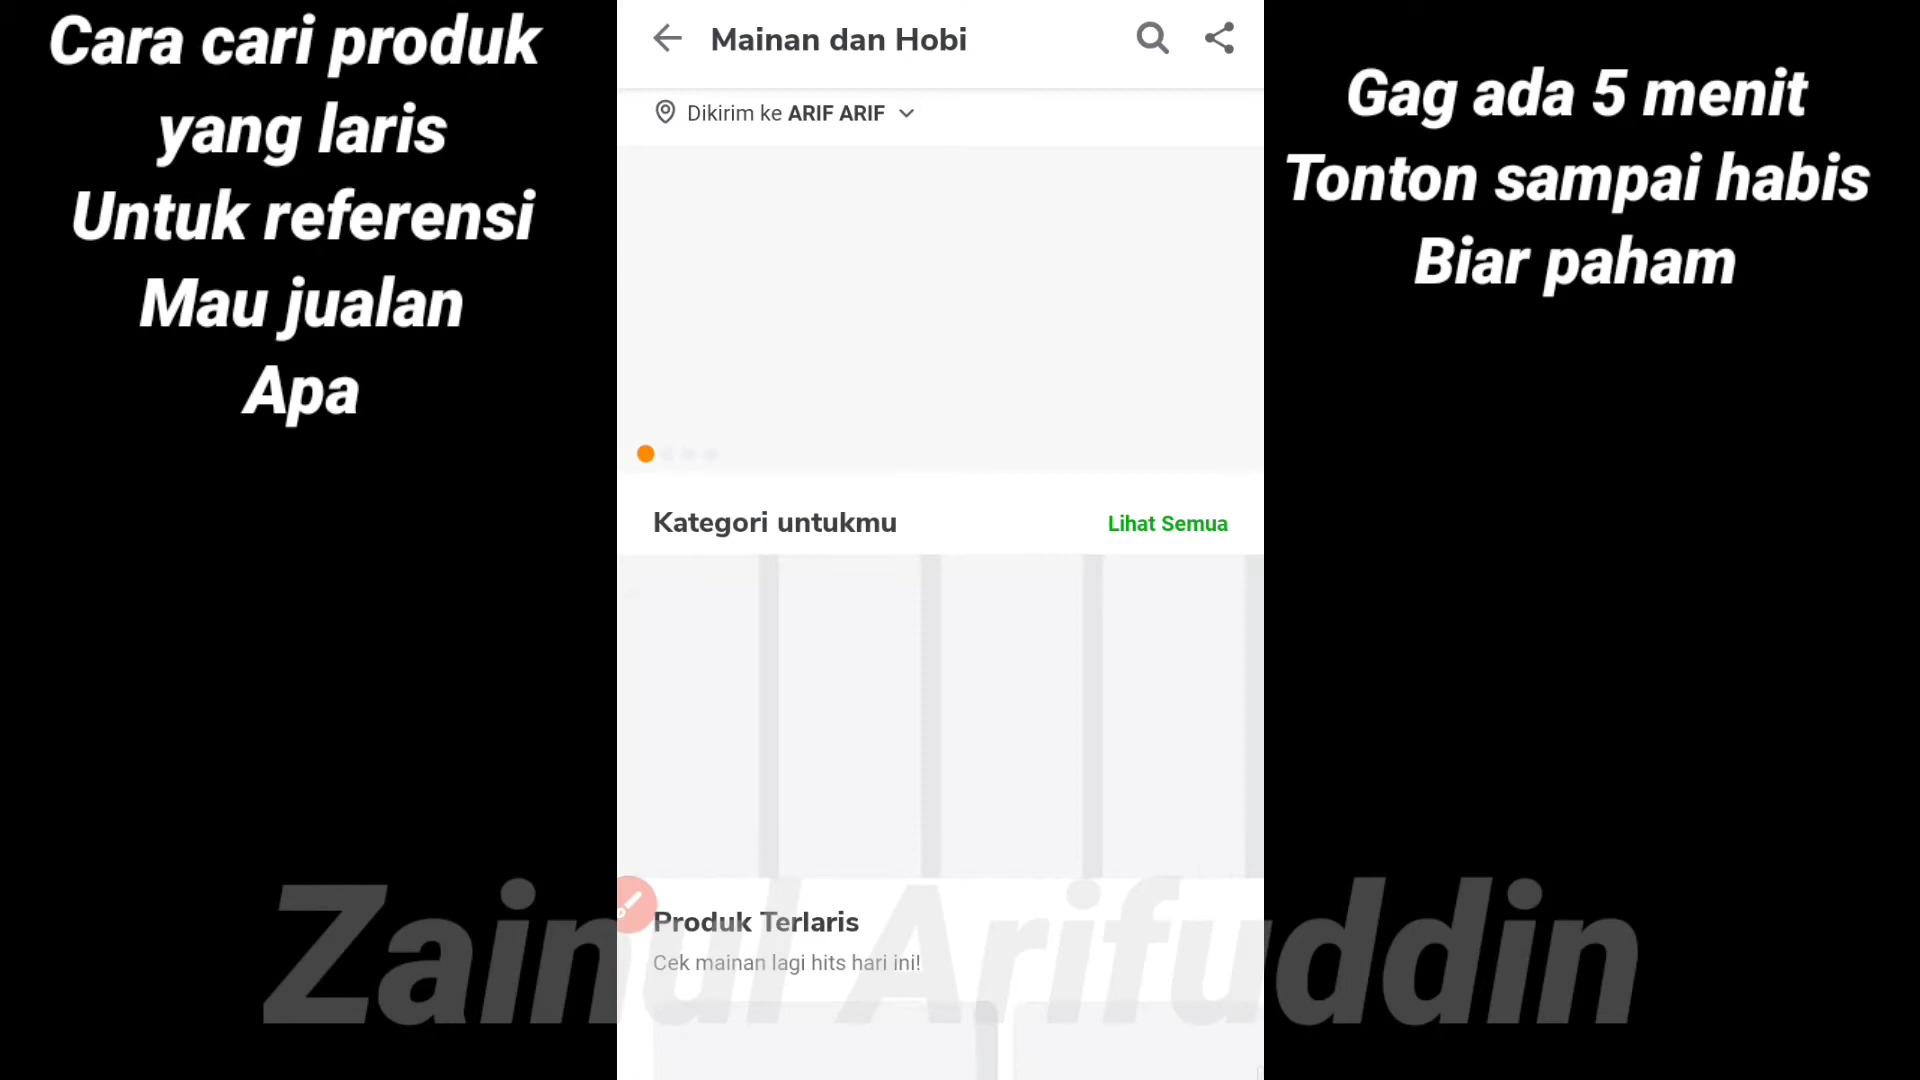 Cara cari produk
yang laris
Untuk referensi
Mau jualan
Apa
Mainan dan Hobi
Dikirim ke ARIF ARIF
Kategori untukmu
Lihat Semua
Produk Terlaris
Cek mainan lagi hits hari ini!
Gag ada 5 menit
Tonton sampai habis
Biar paham
Zainul Arifuddin